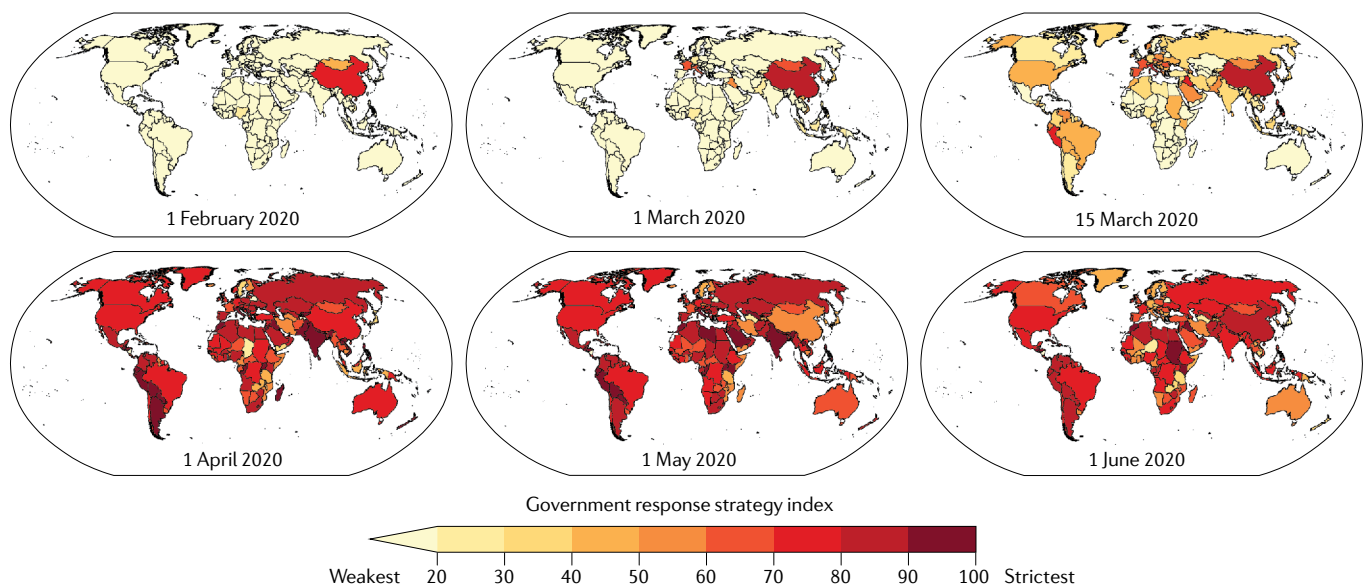 1 February 2020
1 March 2020
15 March 2020
1 April 2020
1 May 2020
1 June 2020
Government response strategy index
Weakest 20 30 40 50 60 70 80 90 100 Strictest